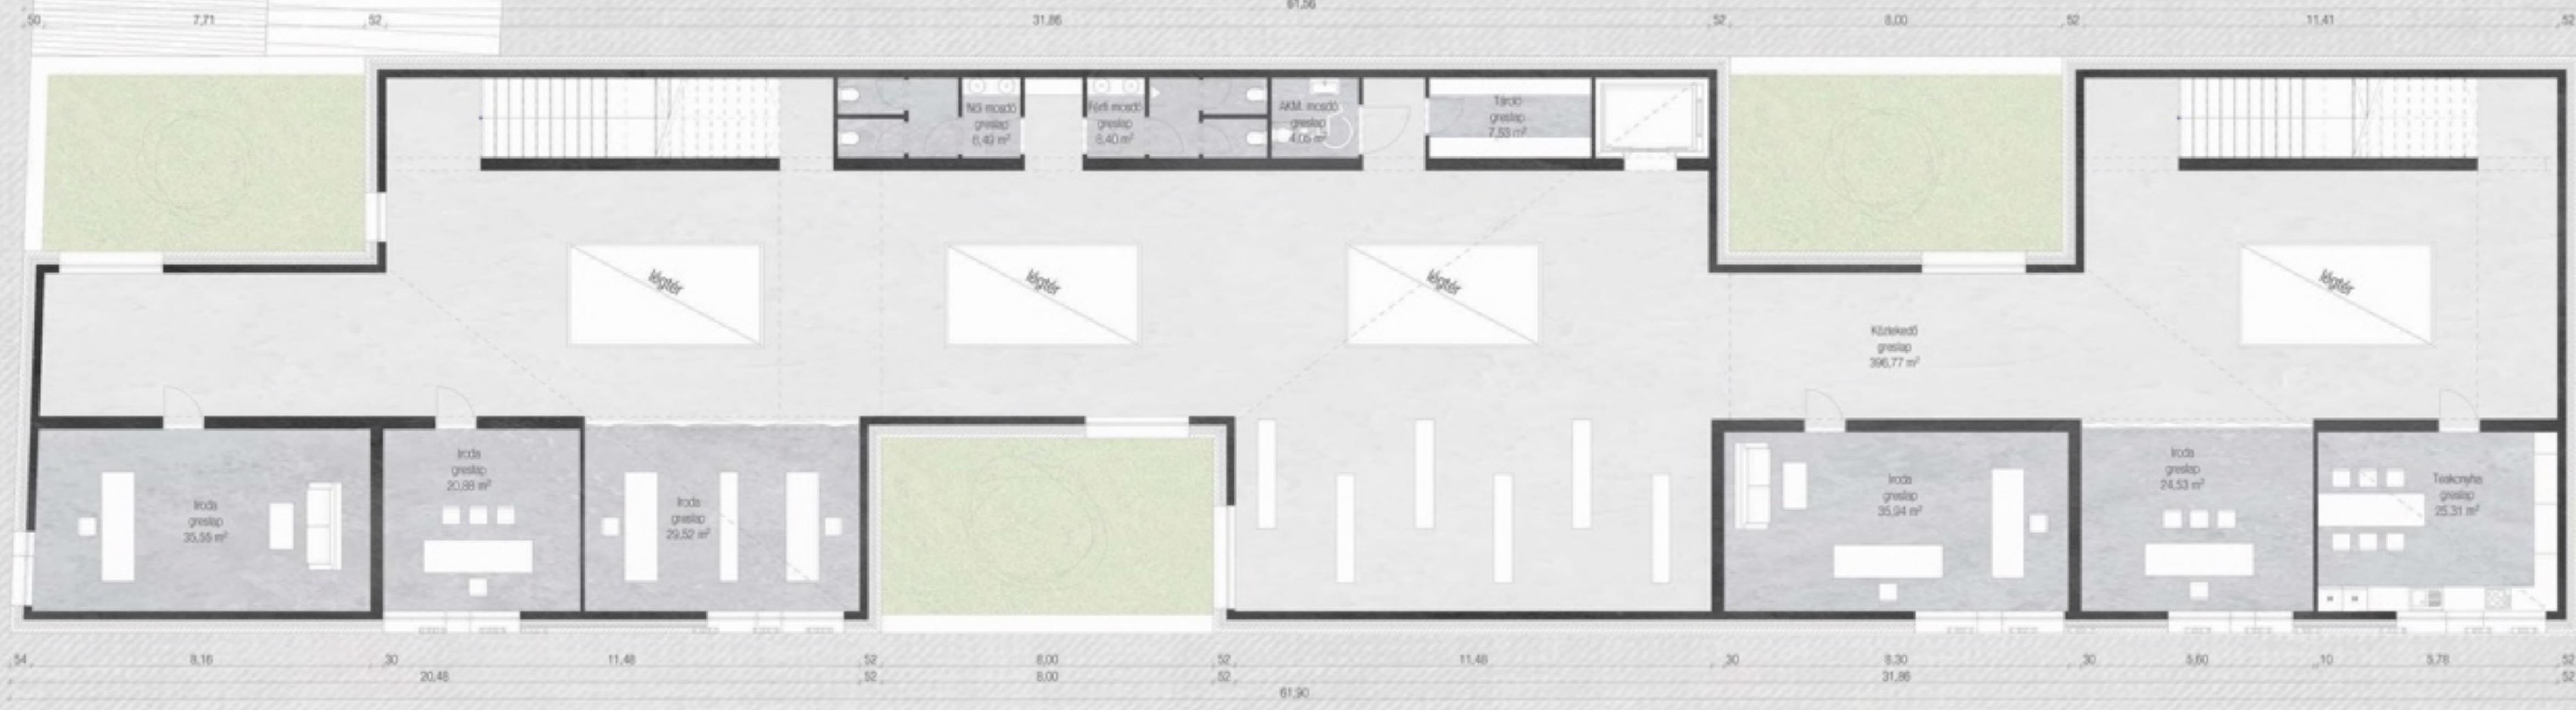 61,56
50 7,71 52 31,86 52 8,00 52 11,41 52
Női mosdó
greslap
6,49 m²
Férfi mosdó
greslap
6,40 m²
AKM. mosdó
greslap
4,05 m²
Tároló
greslap
7,53 m²
légtér
légtér
légtér
légtér
Közlekedő
greslap
396,77 m²
Iroda
greslap
35,55 m²
Iroda
greslap
20,88 m²
Iroda
greslap
29,52 m²
Iroda
greslap
35,94 m²
Iroda
greslap
24,53 m²
Teakonyha
greslap
25,31 m²
54 8,16 30 11,48 52 8,00 52 11,48 30 8,30 30 5,60 10 5,78 52
20,48 52 8,00 52 31,86 52
61,90